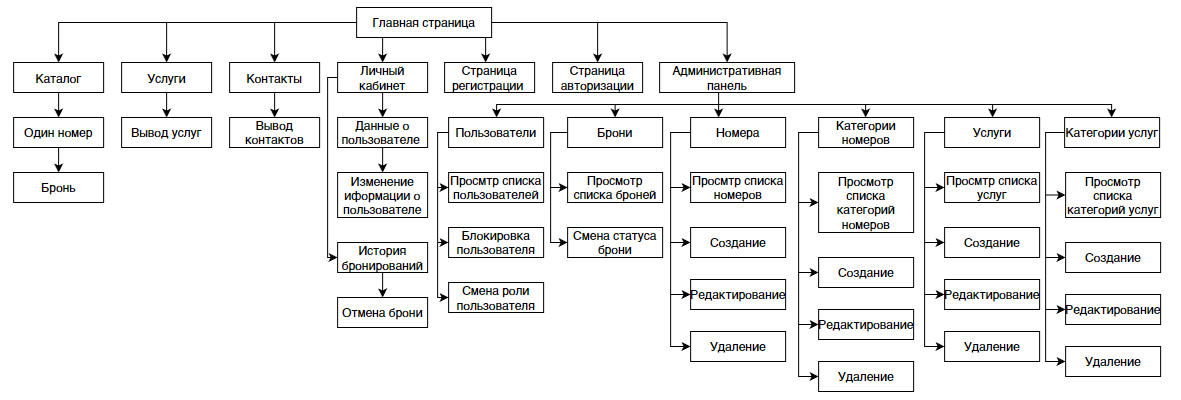 Главная страница
Каталог
Услуги
Контакты
Личный
кабинет
Страница
регистрации
Страница
авторизации
Административная
панель
Один номер
Вывод услуг
Вывод
контактов
Данные о
пользователе
Пользователи
Брони
Номера
Категории
номеров
Услуги
Категории услуг
Бронь
Изменение
иформации о
пользователе
Просмтр списка
пользователей
Просмотр
списка броней
Просмтр списка
номеров
Просмотр
списка
категорий
номеров
Просмтр списка
услуг
Просмотр
списка
категорий услуг
История
бронирований
Блокировка
пользователя
Смена статуса
брони
Создание
Создание
Создание
Создание
Отмена брони
Смена роли
пользователя
Редактирование
Редактирование
Редактирование
Редактирование
Удаление
Удаление
Удаление
Удаление